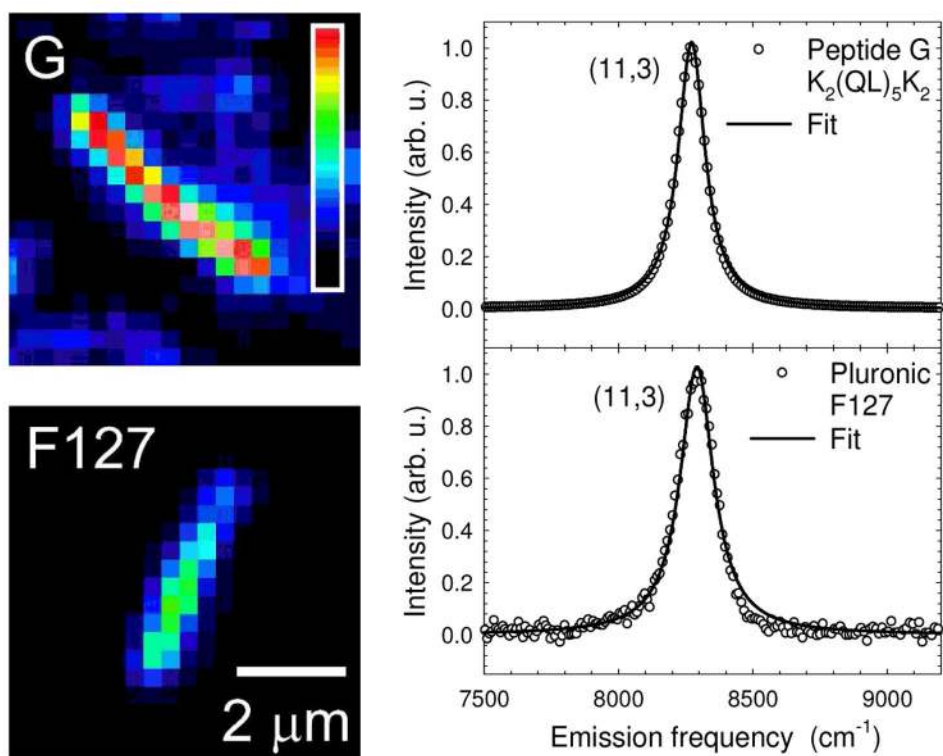 G
F127
2 μm
Intensity (arb. u.)
1.0
0.8
0.6
0.4
0.2
0.0
(11,3)
Peptide G
K₂(QL)₅K₂
Fit
Intensity (arb. u.)
1.0
0.8
0.6
0.4
0.2
0.0
(11,3)
Pluronic
F127
Fit
7500 8000 8500 9000
Emission frequency (cm⁻¹)